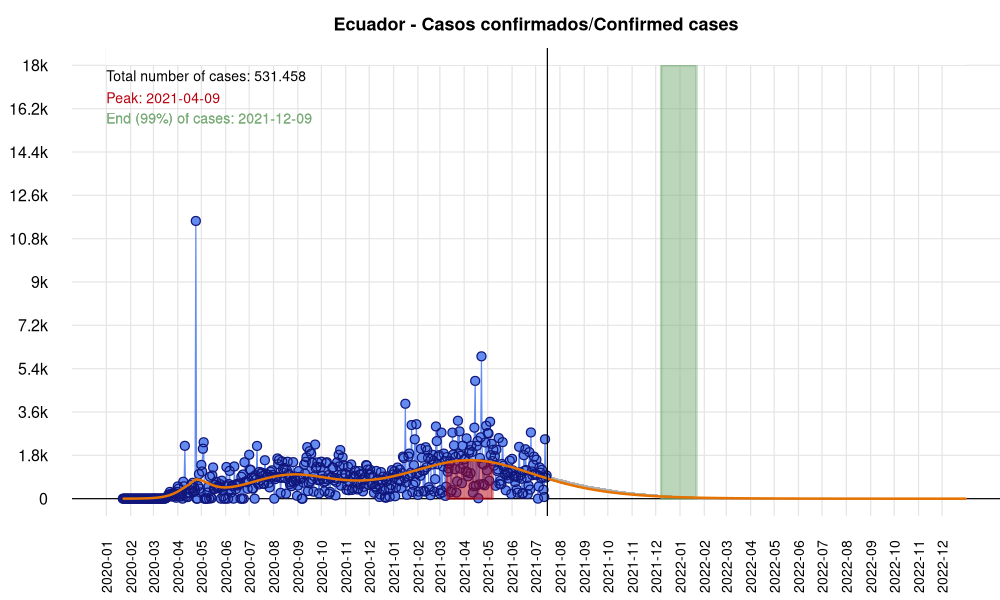 Ecuador - Casos confirmados/Confirmed cases
18k
16.2k
14.4k
12.6k
10.8k
9k
7.2k
5.4k
3.6k
1.8k
0
Total number of cases: 531.458
Peak: 2021-04-09
End (99%) of cases: 2021-12-09
2020-01
2020-02
2020-03
2020-04
2020-05
2020-06
2020-07
2020-08
2020-09
2020-10
2020-11
2020-12
2021-01
2021-02
2021-03
2021-04
2021-05
2021-06
2021-07
2021-08
2021-09
2021-10
2021-11
2021-12
2022-01
2022-02
2022-03
2022-04
2022-05
2022-06
2022-07
2022-08
2022-09
2022-10
2022-11
2022-12